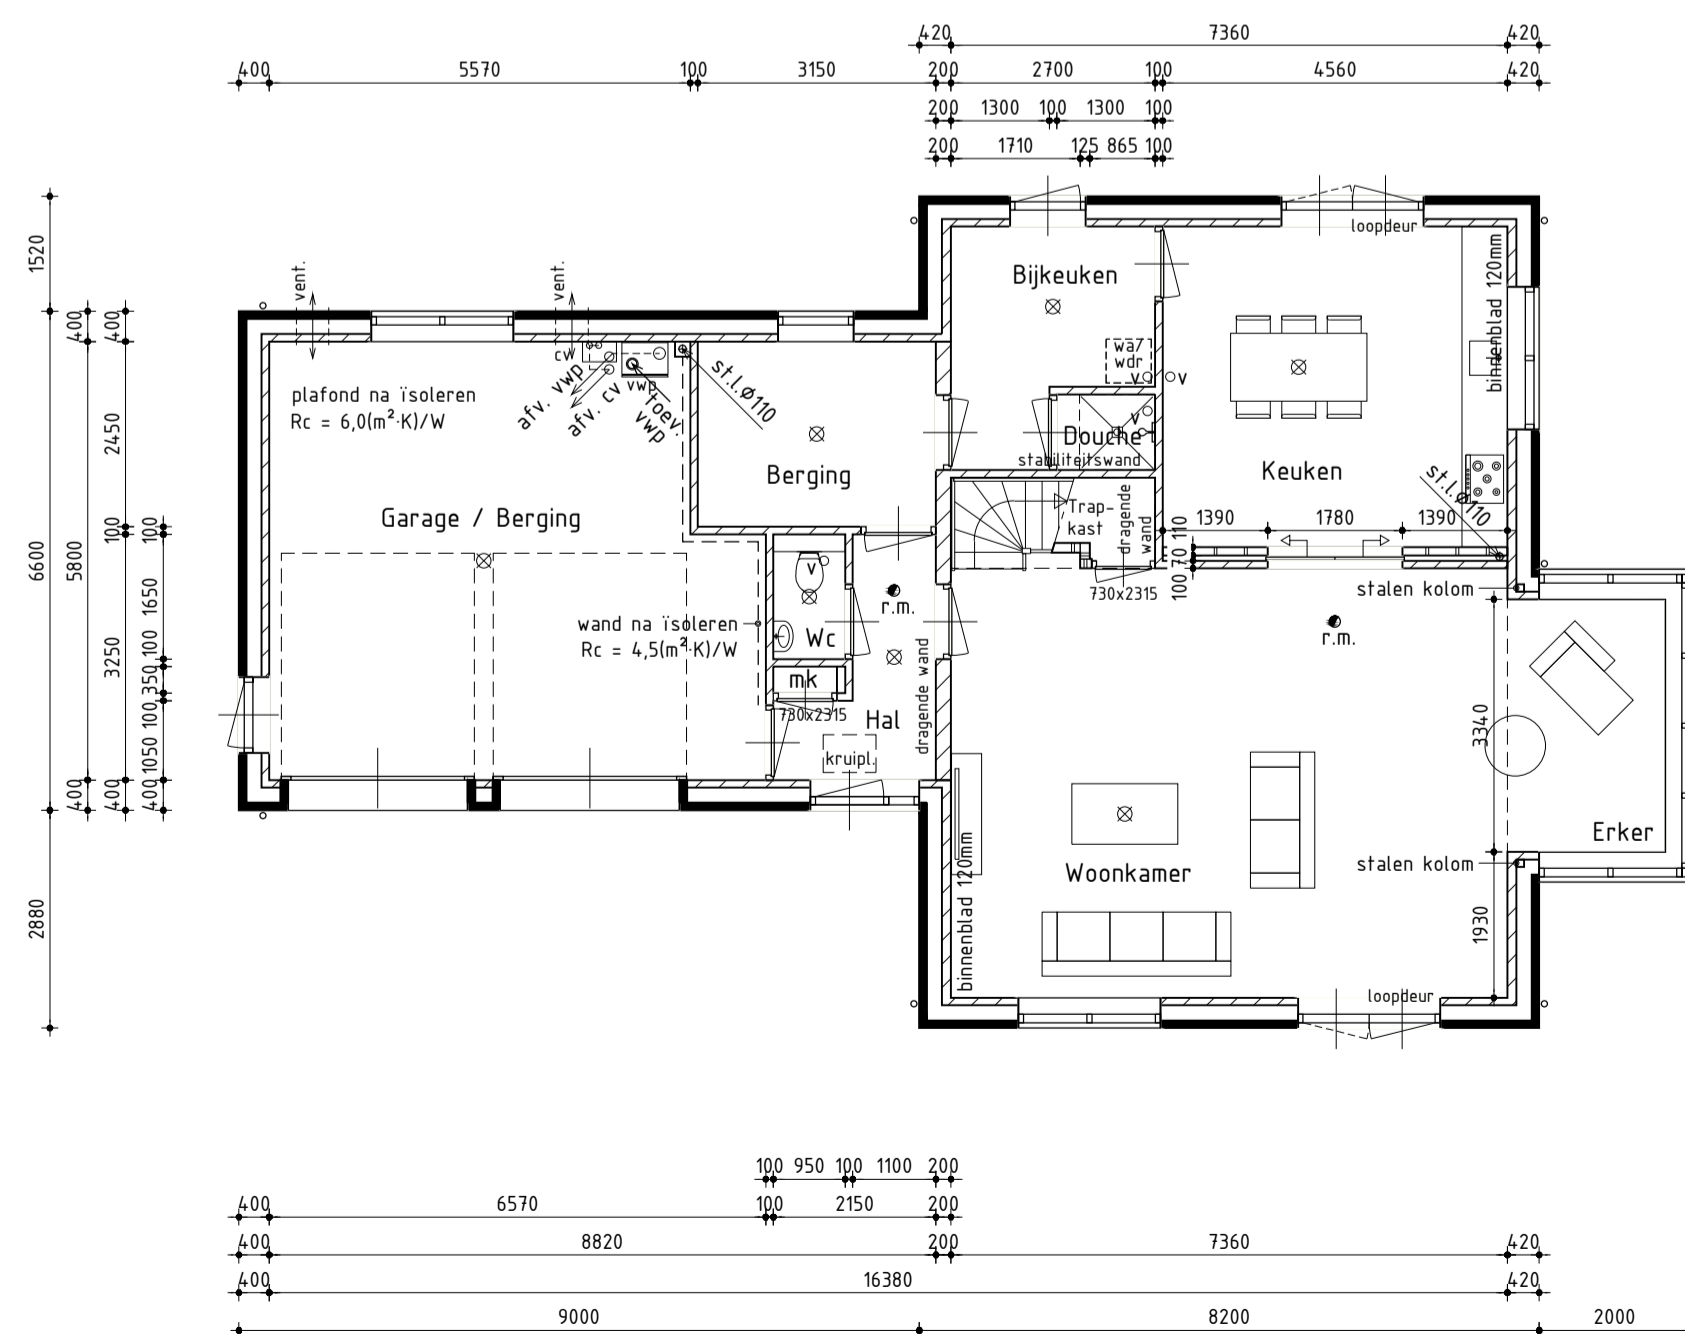 420 7360 420
400 5570 100 3150 200 2700 100 4560 420
200 1300 100 1300 100
200 1710 125 865 100
1520
6600
2880
400
5800
400
400
2450
100
3250
400
100
1650
100
350
100
1050
400
vent.
vent.
loopdeur
binnenblad 120mm
Bijkeuken
cv
afv. vwp
afv. cv
vwp
toev.
vwp
st.l.ø110
wa/
wdr
v
v
plafond na ïsoleren
Rc = 6,0(m²·K)/W
v
Douche
stabiliteitswand
Berging
Keuken
st.l.ø110
Garage / Berging
Trap-
kast
dragende
wand
1390 1780 1390
110
70
100
730x2315
stalen kolom
v
r.m.
r.m.
wand na ïsoleren
Rc = 4,5(m²·K)/W
Wc
mk
730x2315
Hal
dragende wand
kruipl.
3340
Erker
stalen kolom
binnenblad 120mm
Woonkamer
1930
loopdeur
100 950 100 1100 200
400 6570 100 2150 200
400 8820 200 7360 420
400 16380 420
9000 8200 2000